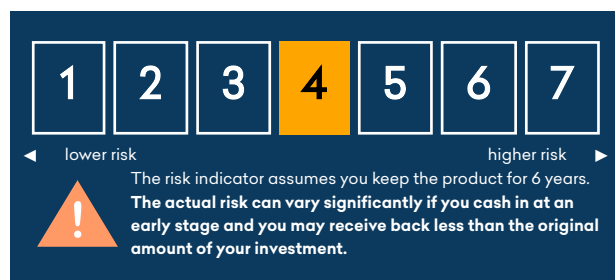 1 2 3 4 5 6 7
◄ lower risk higher risk ►
!
The risk indicator assumes you keep the product for 6 years.
The actual risk can vary significantly if you cash in at an
early stage and you may receive back less than the original
amount of your investment.